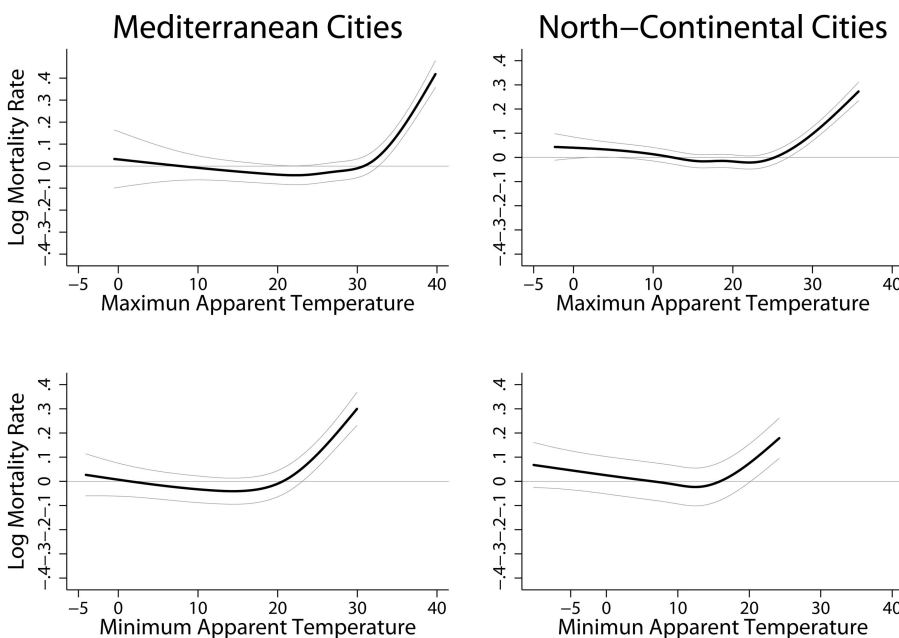 Mediterranean Cities
North−Continental Cities
Log Mortality Rate
−.4 −.3 −.2 −.1 0 .1 .2 .3 .4
−5 0 10 20 30 40
Maximun Apparent Temperature
−.4 −.3 −.2 −.1 0 .1 .2 .3 .4
−5 0 10 20 30 40
Maximun Apparent Temperature
Log Mortality Rate
−.4 −.3 −.2 −.1 0 .1 .2 .3 .4
−5 0 10 20 30 40
Minimum Apparent Temperature
−.4 −.3 −.2 −.1 0 .1 .2 .3 .4
−5 0 10 20 30 40
Minimun Apparent Temperature